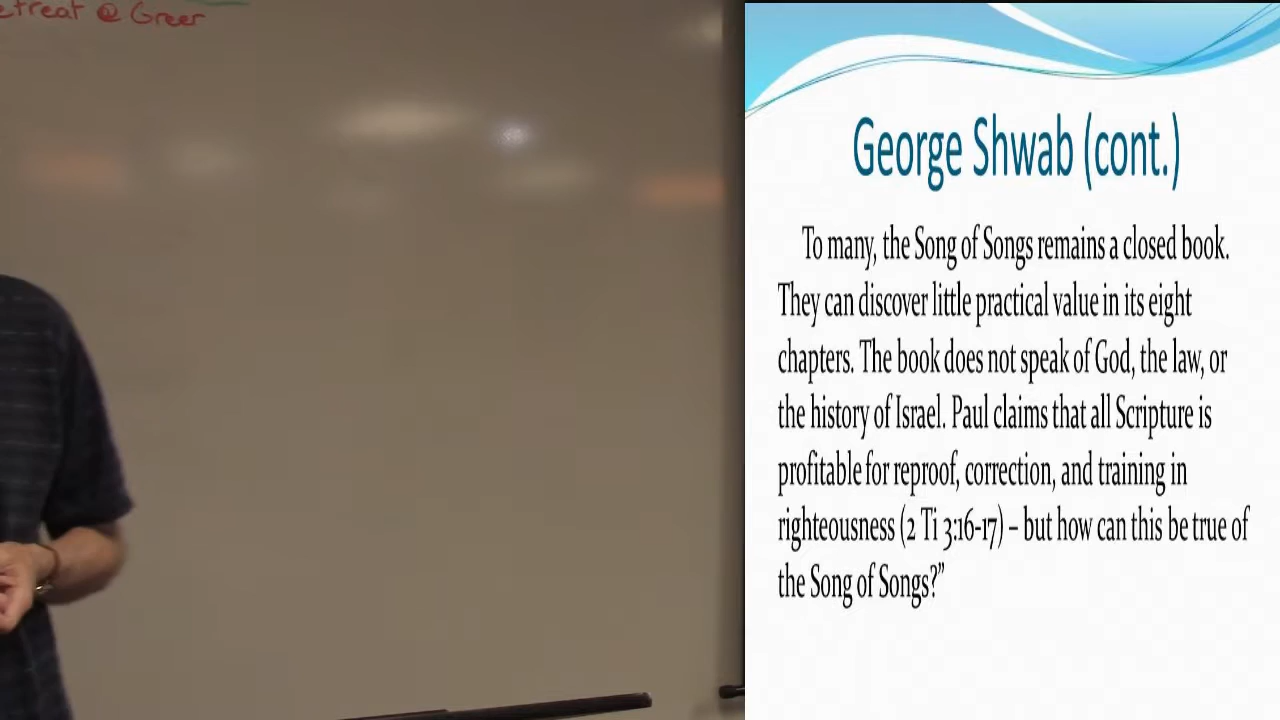 etreat @ Greer
George Shwab (cont.)
To many, the Song of Songs remains a closed book.
They can discover little practical value in its eight
chapters. The book does not speak of God, the law, or
the history of Israel. Paul claims that all Scripture is
profitable for reproof, correction, and training in
righteousness (2 Ti 3:16-17) – but how can this be true of
the Song of Songs?”